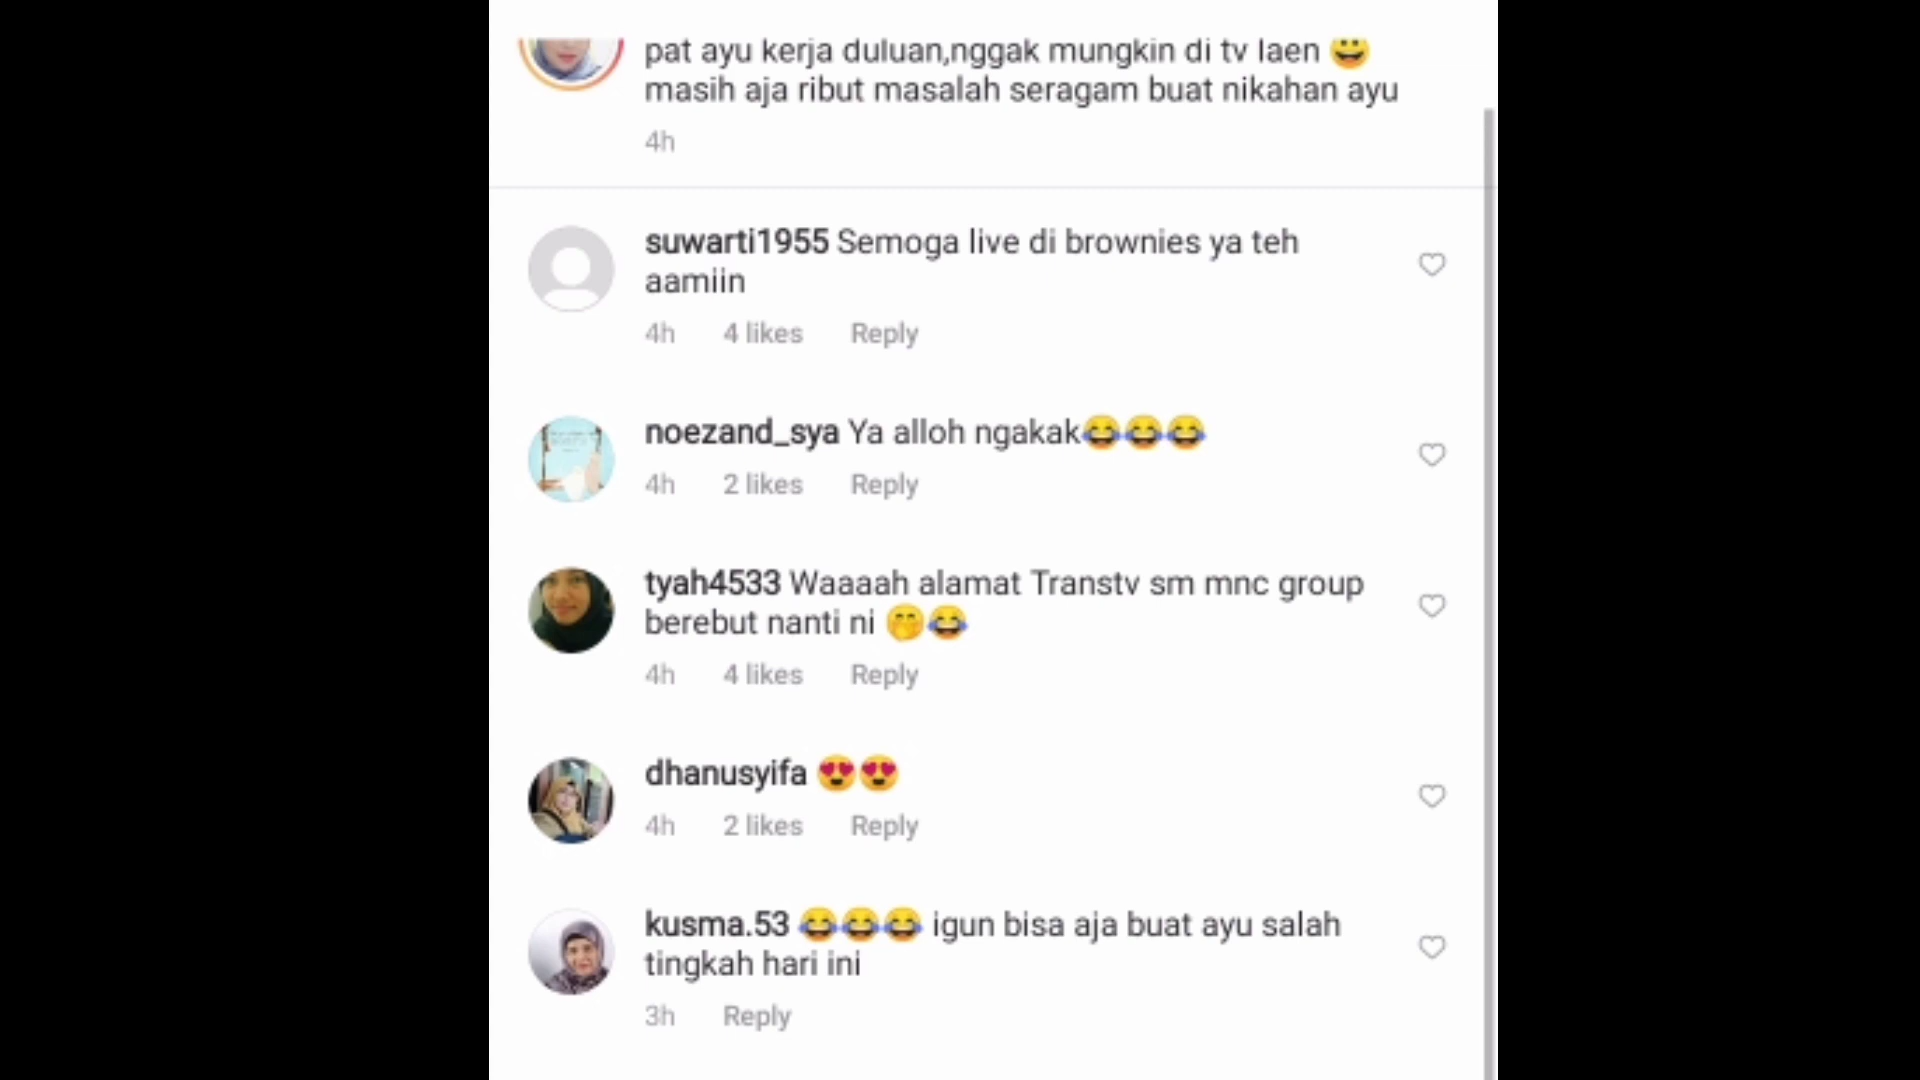 pat ayu kerja duluan,nggak mungkin di tv laen 😀
masih aja ribut masalah seragam buat nikahan ayu
4h
suwarti1955 Semoga live di brownies ya teh
aamiin
4h 4 likes Reply
noezand_sya Ya alloh ngakak😂😂😂
4h 2 likes Reply
tyah4533 Waaaah alamat Transtv sm mnc group
berebut nanti ni 🤭😂
4h 4 likes Reply
dhanusyifa 😍😍
4h 2 likes Reply
kusma.53 😂😂😂 igun bisa aja buat ayu salah
tingkah hari ini
3h Reply